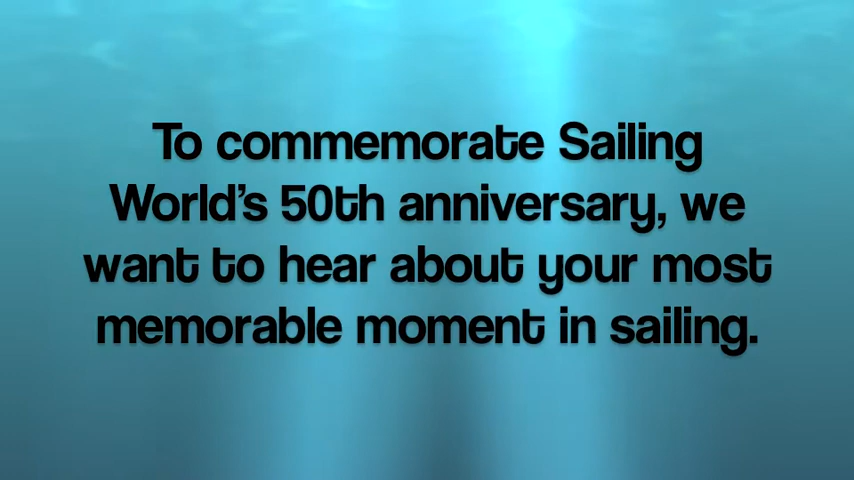 To commemorate Sailing
World’s 50th anniversary, we
want to hear about your most
memorable moment in sailing.